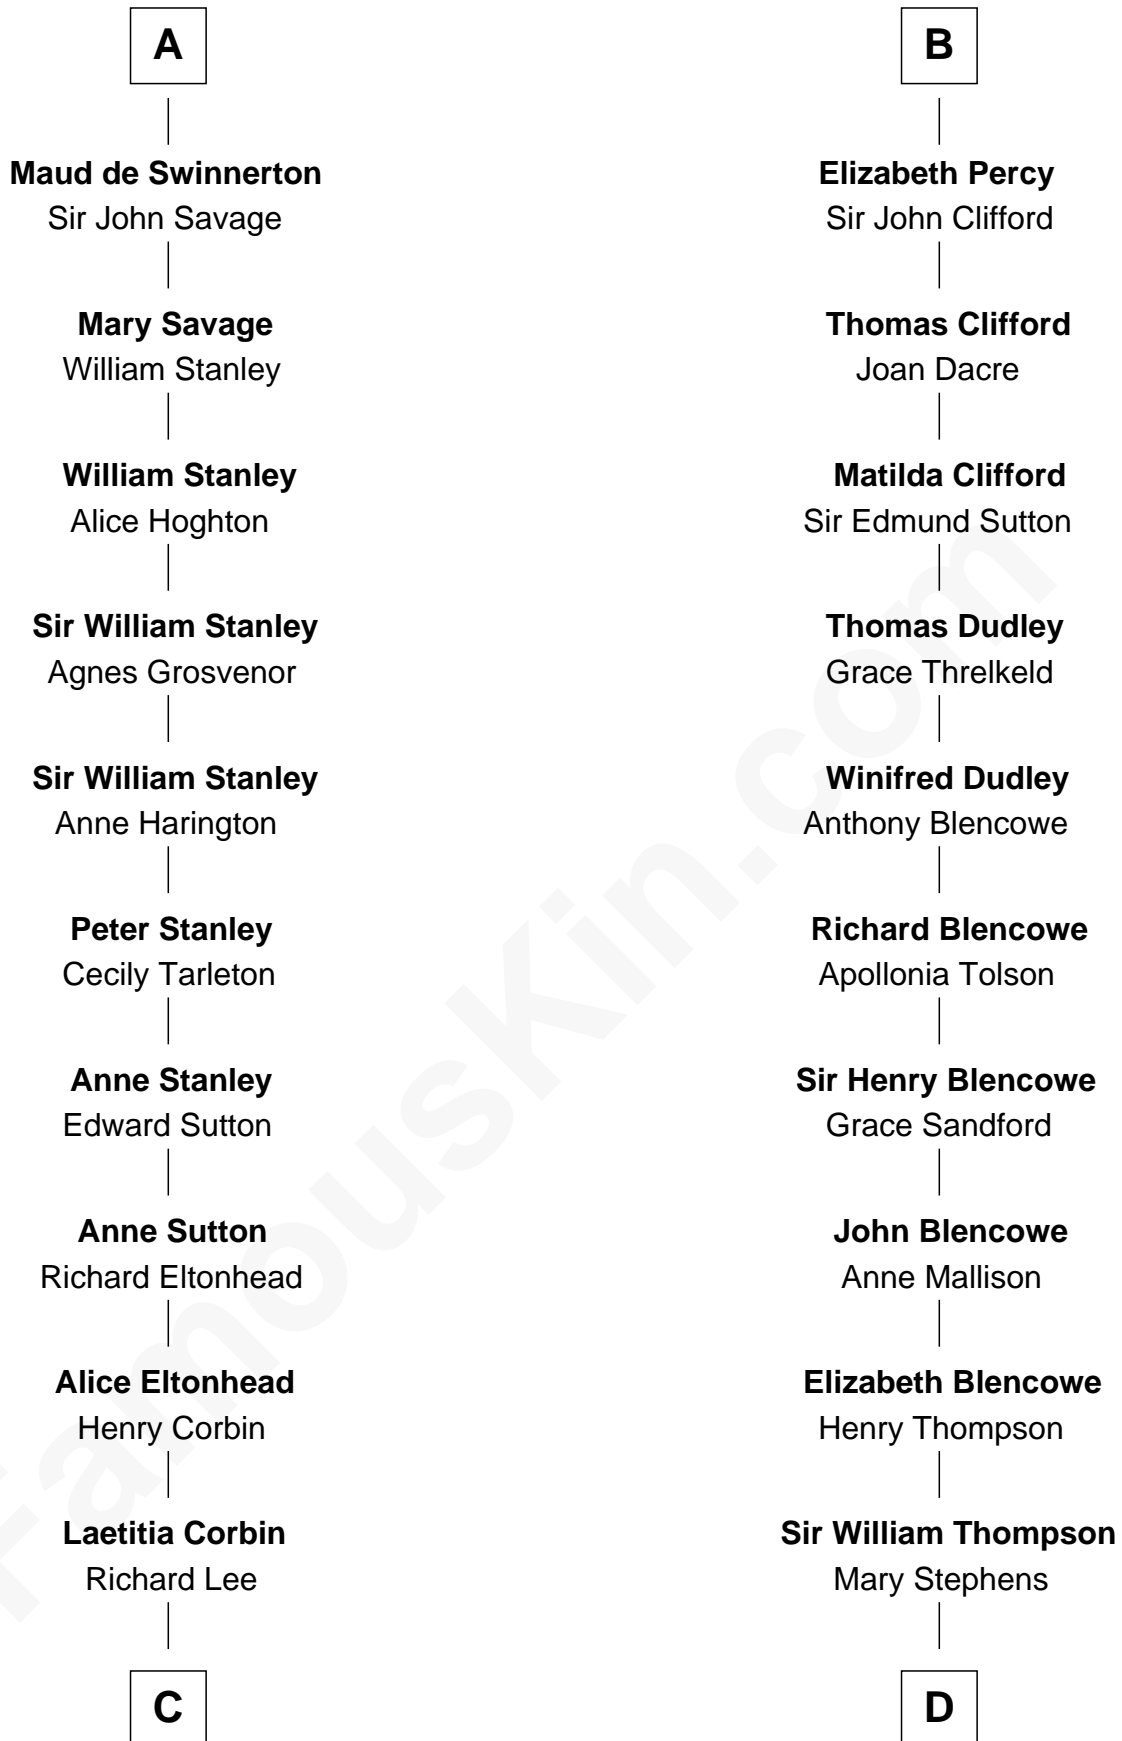 A
Maud de Swinnerton
Sir John Savage
Mary Savage
William Stanley
William Stanley
Alice Hoghton
Sir William Stanley
Agnes Grosvenor
Sir William Stanley
Anne Harington
Peter Stanley
Cecily Tarleton
Anne Stanley
Edward Sutton
Anne Sutton
Richard Eltonhead
Alice Eltonhead
Henry Corbin
Laetitia Corbin
Richard Lee
C
B
Elizabeth Percy
Sir John Clifford
Thomas Clifford
Joan Dacre
Matilda Clifford
Sir Edmund Sutton
Thomas Dudley
Grace Threlkeld
Winifred Dudley
Anthony Blencowe
Richard Blencowe
Apollonia Tolson
Sir Henry Blencowe
Grace Sandford
John Blencowe
Anne Mallison
Elizabeth Blencowe
Henry Thompson
Sir William Thompson
Mary Stephens
D
FamousKin.com